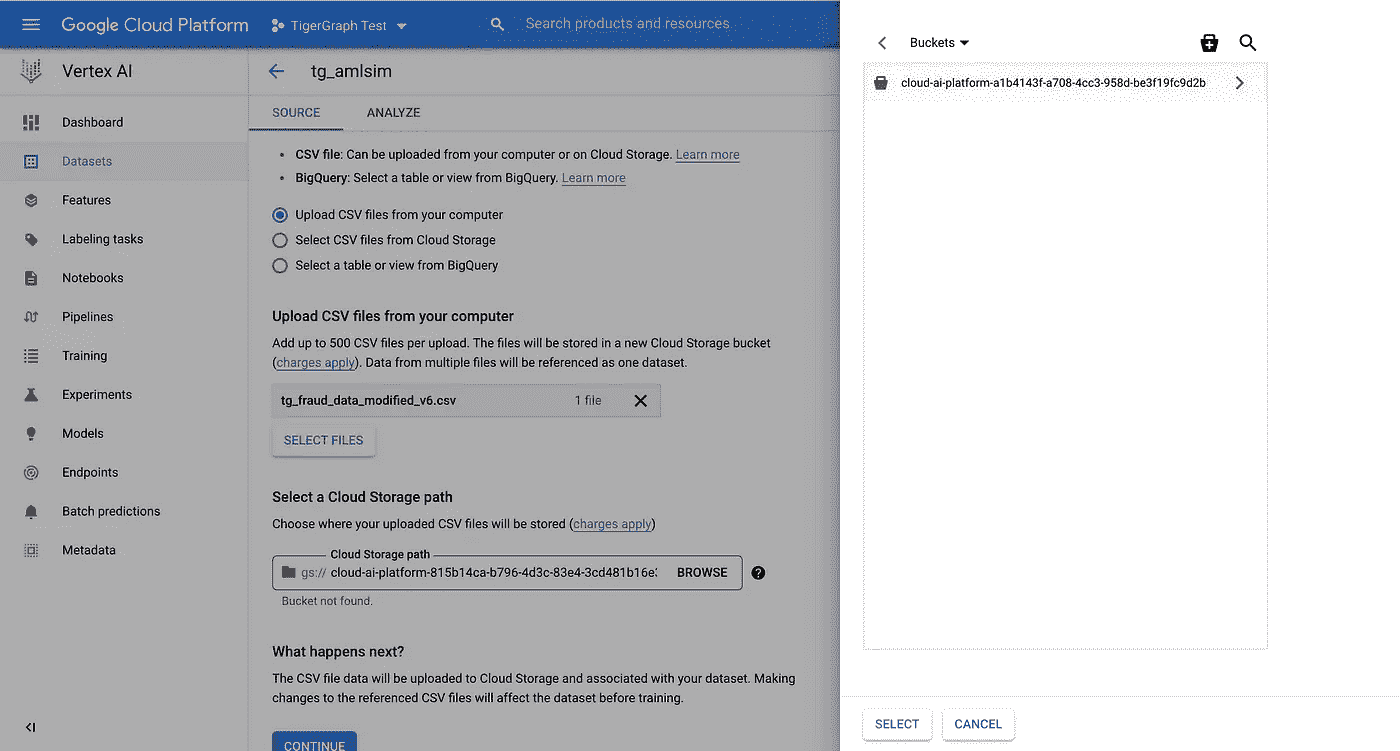 Google Cloud Platform
TigerGraph Test
Search products and resources
Vertex AI
Dashboard
Datasets
Features
Labeling tasks
Notebooks
Pipelines
Training
Experiments
Models
Endpoints
Batch predictions
Metadata
tg_amlsim
SOURCE ANALYZE
• CSV file: Can be uploaded from your computer or on Cloud Storage. Learn more
• BigQuery: Select a table or view from BigQuery. Learn more
Upload CSV files from your computer
Select CSV files from Cloud Storage
Select a table or view from BigQuery
Upload CSV files from your computer
Add up to 500 CSV files per upload. The files will be stored in a new Cloud Storage bucket
(charges apply). Data from multiple files will be referenced as one dataset.
tg_fraud_data_modified_v6.csv 1 file
SELECT FILES
Select a Cloud Storage path
Choose where your uploaded CSV files will be stored (charges apply)
Cloud Storage path
gs:// cloud-ai-platform-815b14ca-b796-4d3c-83e4-3cd481b16e BROWSE
Bucket not found.
What happens next?
The CSV file data will be uploaded to Cloud Storage and associated with your dataset. Making
changes to the referenced CSV files will affect the dataset before training.
CONTINUE
Buckets
cloud-ai-platform-a1b4143f-a708-4cc3-958d-be3f19fc9d2b
SELECT CANCEL